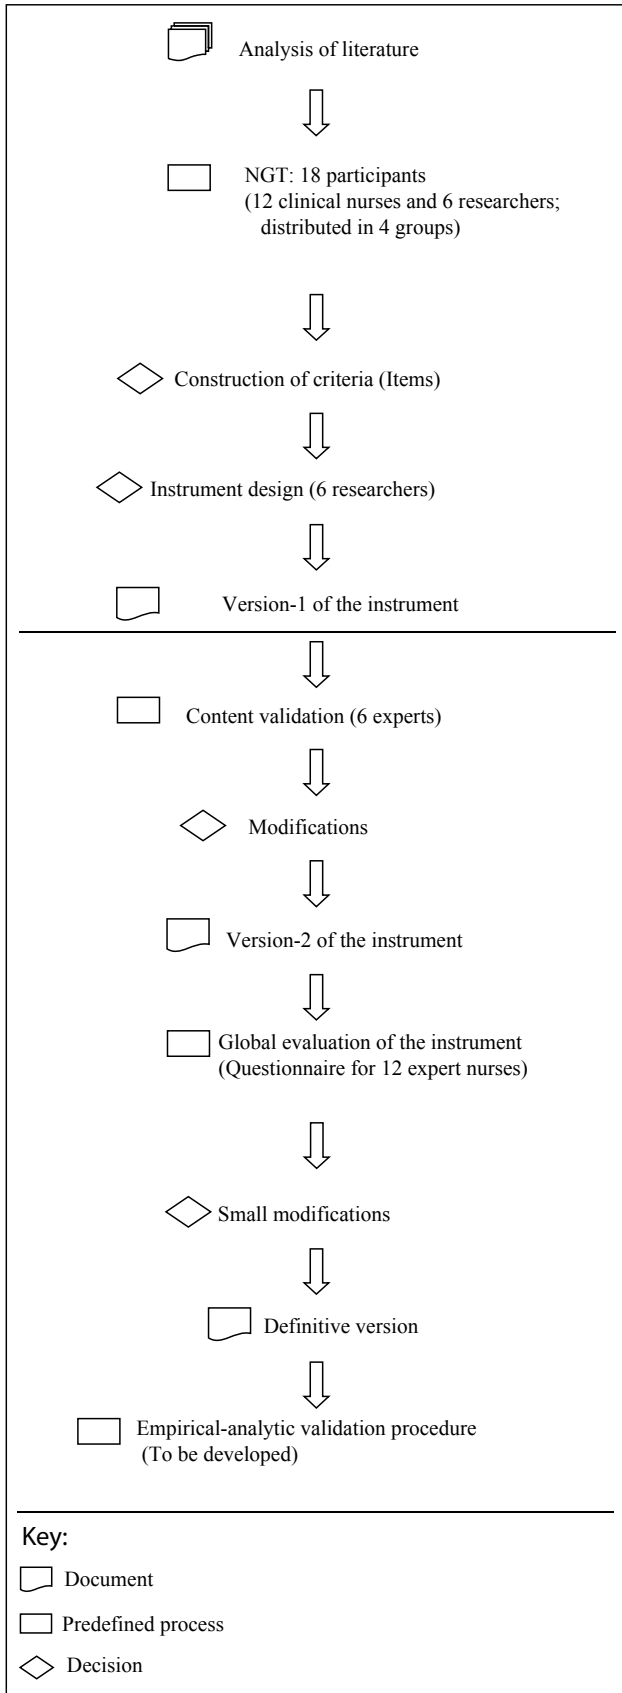 Analysis of literature
NGT: 18 participants
(12 clinical nurses and 6 researchers;
distributed in 4 groups)
Construction of criteria (Items)
Instrument design (6 researchers)
Version-1 of the instrument
Content validation (6 experts)
Modifications
Version-2 of the instrument
Global evaluation of the instrument
(Questionnaire for 12 expert nurses)
Small modifications
Definitive version
Empirical-analytic validation procedure
(To be developed)
Key:
Document
Predefined process
Decision